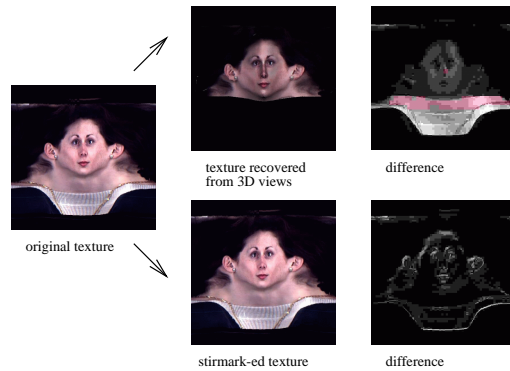 texture recovered
from 3D views
difference
original texture
stirmark-ed texture
difference